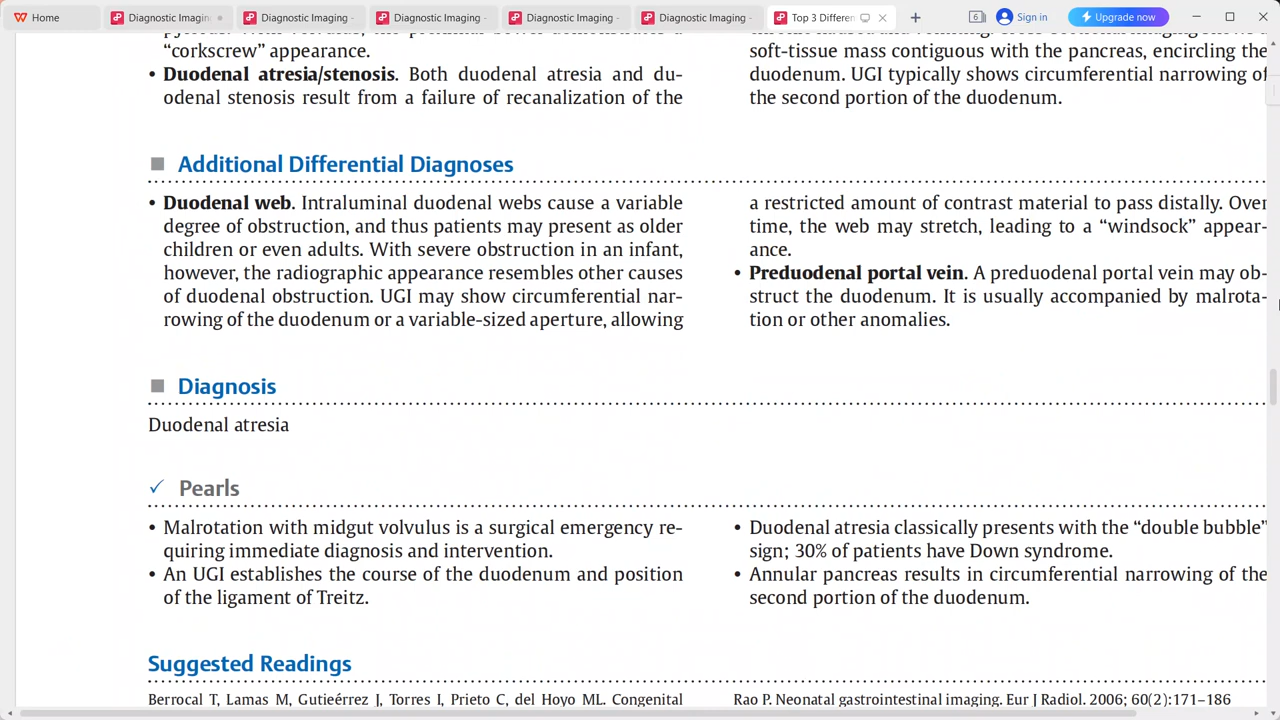 Home
Diagnostic Imaging
Diagnostic Imaging -
Diagnostic Imaging -
Diagnostic Imaging -
Diagnostic Imaging -
Top 3 Differen
6
Sign in
Upgrade now
“corkscrew” appearance.
• Duodenal atresia/stenosis. Both duodenal atresia and du-
odenal stenosis result from a failure of recanalization of the
soft-tissue mass contiguous with the pancreas, encircling the
duodenum. UGI typically shows circumferential narrowing of
the second portion of the duodenum.
Additional Differential Diagnoses
• Duodenal web. Intraluminal duodenal webs cause a variable
degree of obstruction, and thus patients may present as older
children or even adults. With severe obstruction in an infant,
however, the radiographic appearance resembles other causes
of duodenal obstruction. UGI may show circumferential nar-
rowing of the duodenum or a variable-sized aperture, allowing
a restricted amount of contrast material to pass distally. Over
time, the web may stretch, leading to a “windsock” appear-
ance.
• Preduodenal portal vein. A preduodenal portal vein may ob-
struct the duodenum. It is usually accompanied by malrota-
tion or other anomalies.
Diagnosis
Duodenal atresia
✓ Pearls
• Malrotation with midgut volvulus is a surgical emergency re-
quiring immediate diagnosis and intervention.
• An UGI establishes the course of the duodenum and position
of the ligament of Treitz.
• Duodenal atresia classically presents with the “double bubble”
sign; 30% of patients have Down syndrome.
• Annular pancreas results in circumferential narrowing of the
second portion of the duodenum.
Suggested Readings
Berrocal T, Lamas M, Gutieérrez J, Torres I, Prieto C, del Hoyo ML. Congenital
Rao P. Neonatal gastrointestinal imaging. Eur J Radiol. 2006; 60(2):171–186